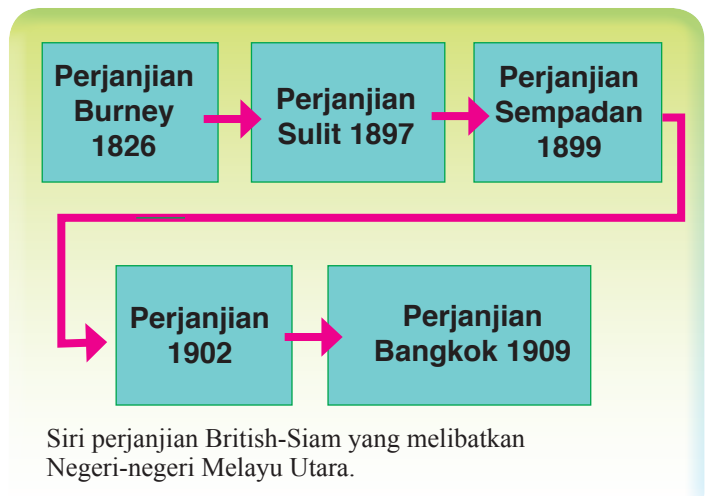 Perjanjian
Burney
1826
Perjanjian
Sulit 1897
Perjanjian
Sempadan
1899
Perjanjian
1902
Perjanjian
Bangkok 1909
Siri perjanjian British-Siam yang melibatkan
Negeri-negeri Melayu Utara.